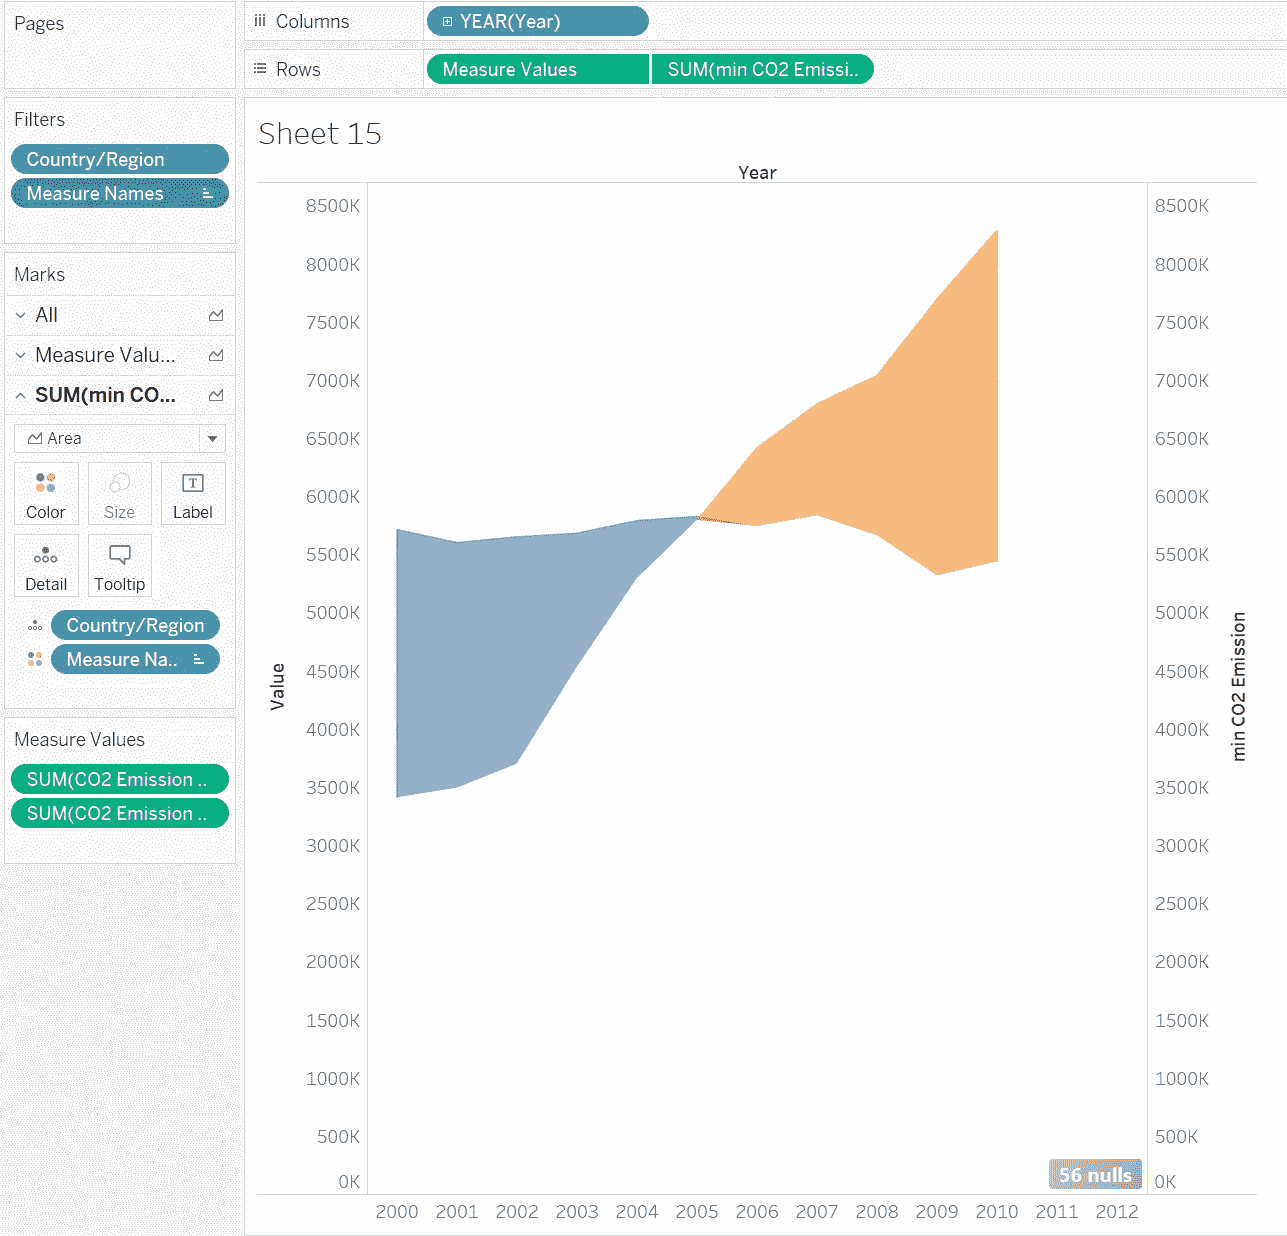 Pages
Columns
YEAR(Year)
Rows
Measure Values
SUM(min CO2 Emissi..
Filters
Country/Region
Measure Names
Marks
All
Measure Valu...
SUM(min CO...
Area
Color
Size
Label
Detail
Tooltip
Country/Region
Measure Na..
Measure Values
SUM(CO2 Emission ..
SUM(CO2 Emission ..
Sheet 15
Year
Value
8500K
8000K
7500K
7000K
6500K
6000K
5500K
5000K
4500K
4000K
3500K
3000K
2500K
2000K
1500K
1000K
500K
0K
8500K
8000K
7500K
7000K
6500K
6000K
5500K
5000K
4500K
4000K
3500K
3000K
2500K
2000K
1500K
1000K
500K
0K
min CO2 Emission
56 nulls
2000 2001 2002 2003 2004 2005 2006 2007 2008 2009 2010 2011 2012